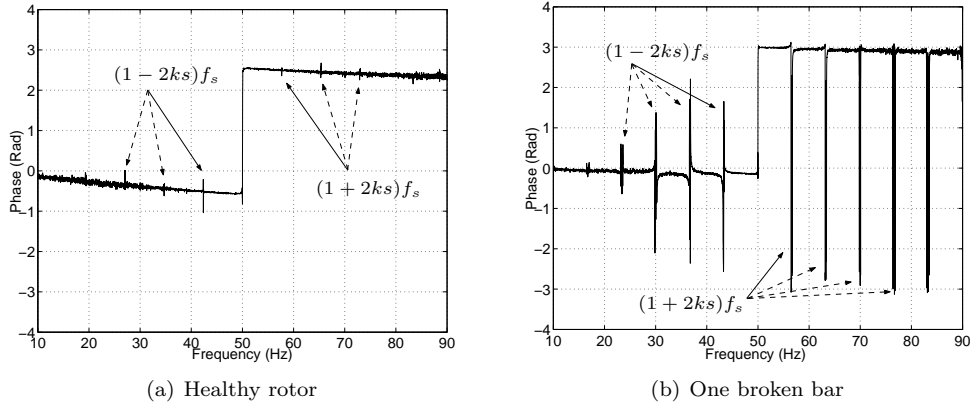 4
3
2
1
0
−1
−2
−3
−4
Phase (Rad)
(1 − 2ks)f_s
(1 + 2ks)f_s
10 20 30 40 50 60 70 80 90
Frequency (Hz)
(a) Healthy rotor
4
3
2
1
0
−1
−2
−3
−4
Phase (Rad)
(1 − 2ks)f_s
(1 + 2ks)f_s
10 20 30 40 50 60 70 80 90
Frequency (Hz)
(b) One broken bar